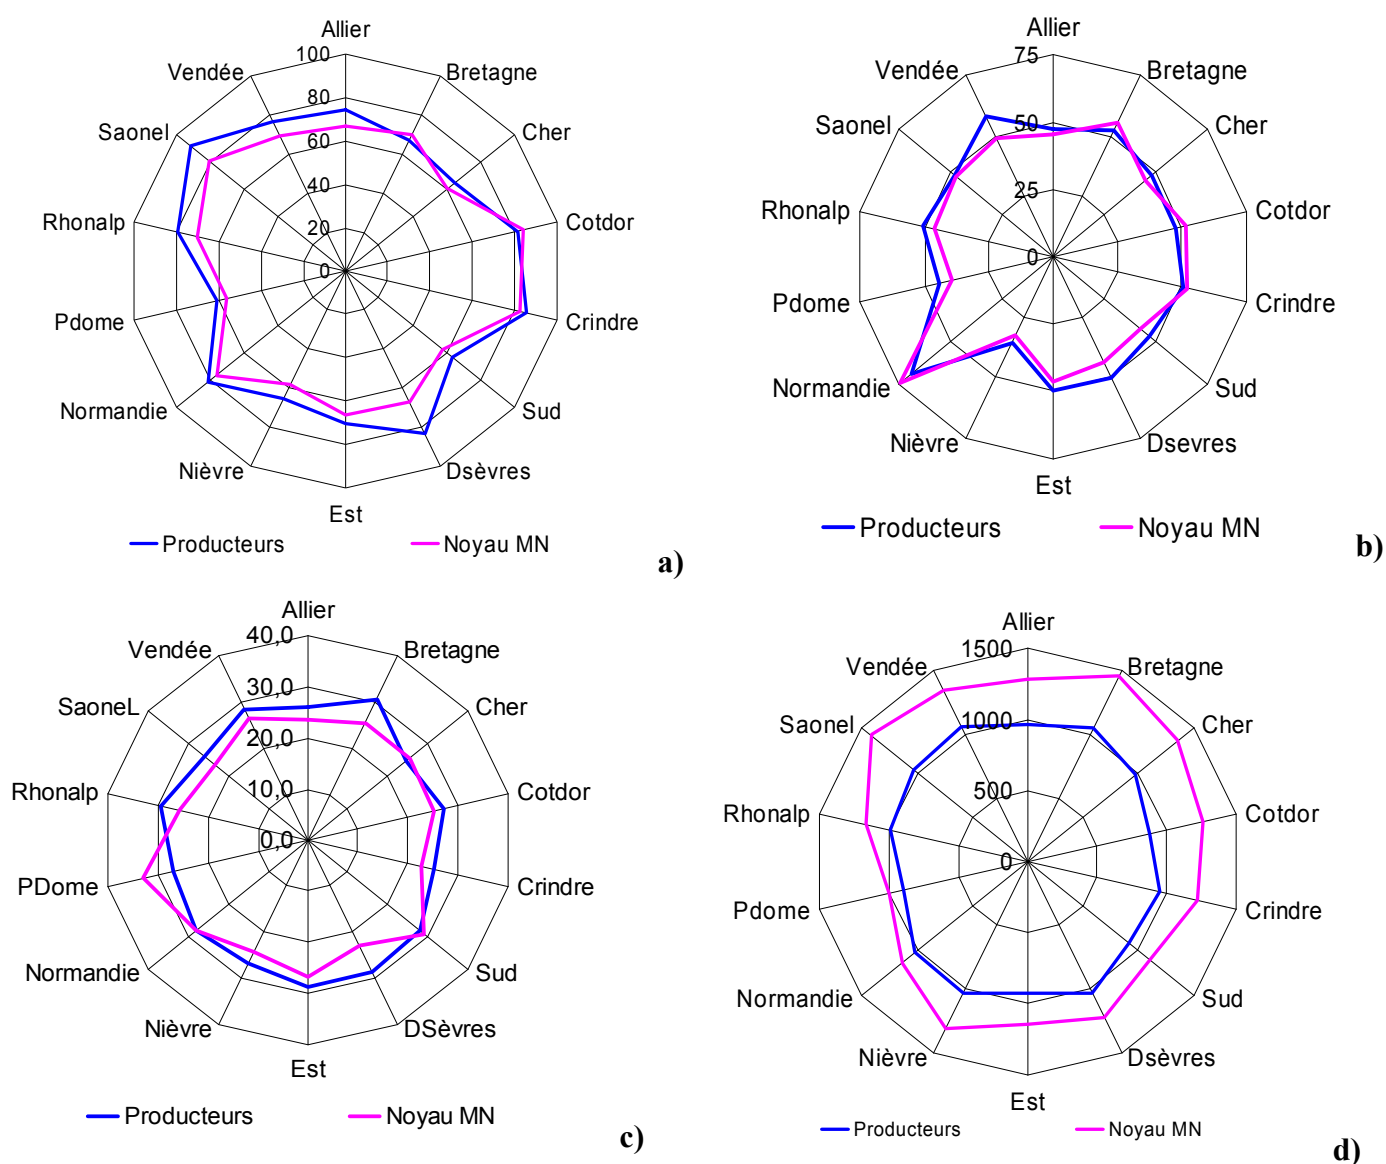 Allier
100
Vendée
Bretagne
80
Saonel
Cher
60
40
Rhonalp
Cotdor
20
0
Pdome
Crindre
Normandie
Sud
Nièvre
Dsèvres
Est
Producteurs
Noyau MN
a)
Allier
75
Vendée
Bretagne
50
Saonel
Cher
25
Rhonalp
Cotdor
0
Pdome
Crindre
Normandie
Sud
Nièvre
Dsevres
Est
Producteurs
Noyau MN
b)
Allier
40,0
Vendée
Bretagne
30,0
SaoneL
Cher
20,0
Rhonalp
Cotdor
10,0
0,0
PDome
Crindre
Normandie
Sud
Nièvre
DSèvres
Est
Producteurs
Noyau MN
c)
Allier
1500
Vendée
Bretagne
1000
Saonel
Cher
500
Rhonalp
Cotdor
0
Pdome
Crindre
Normandie
Sud
Nièvre
Dsèvres
Est
Producteurs
Noyau MN
d)